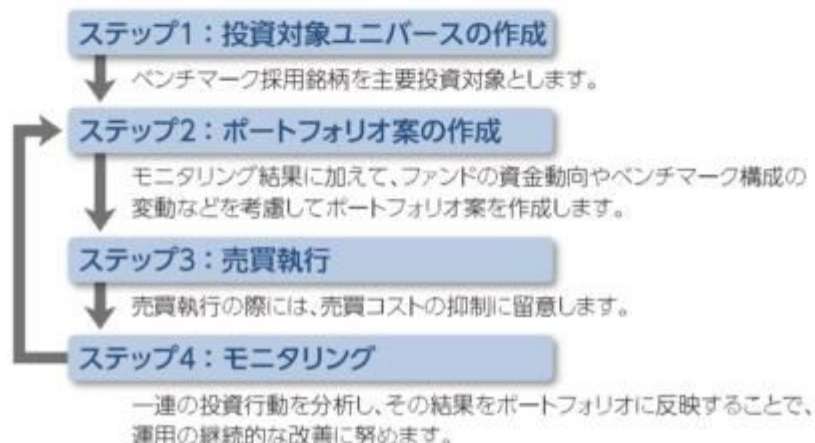 ステップ1：投資対象ユニバースの作成
ベンチマーク採用銘柄を主要投資対象とします。
ステップ2：ポートフォリオ案の作成
モニタリング結果に加えて、ファンドの資金動向やベンチマーク構成の
変動などを考慮してポートフォリオ案を作成します。
ステップ3：売買執行
売買執行の際には、売買コストの抑制に留意します。
ステップ4：モニタリング
一連の投資行動を分析し、その結果をポートフォリオに反映することで、
運用の継続的な改善に努めます。